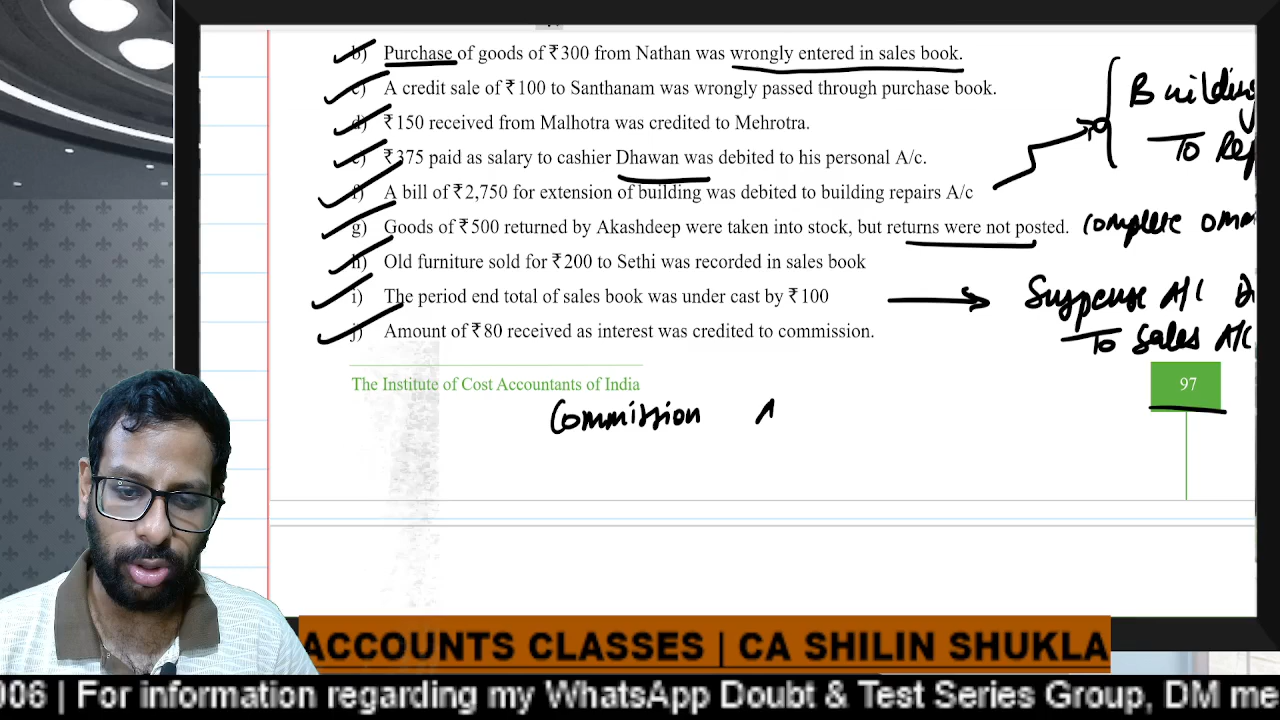 b) Purchase of goods of ₹300 from Nathan was wrongly entered in sales book.
c) A credit sale of ₹100 to Santhanam was wrongly passed through purchase book.
d) ₹150 received from Malhotra was credited to Mehrotra.
e) ₹375 paid as salary to cashier Dhawan was debited to his personal A/c.
f) A bill of ₹2,750 for extension of building was debited to building repairs A/c
g) Goods of ₹500 returned by Akashdeep were taken into stock, but returns were not posted.
h) Old furniture sold for ₹200 to Sethi was recorded in sales book
i) The period end total of sales book was under cast by ₹100
j) Amount of ₹80 received as interest was credited to commission.
Building
To Rep
Complete omm
Suspense A/C D
To Sales A/C
The Institute of Cost Accountants of India
97
Commission A
ACCOUNTS CLASSES | CA SHILIN SHUKLA
006 | For information regarding my WhatsApp Doubt & Test Series Group, DM me